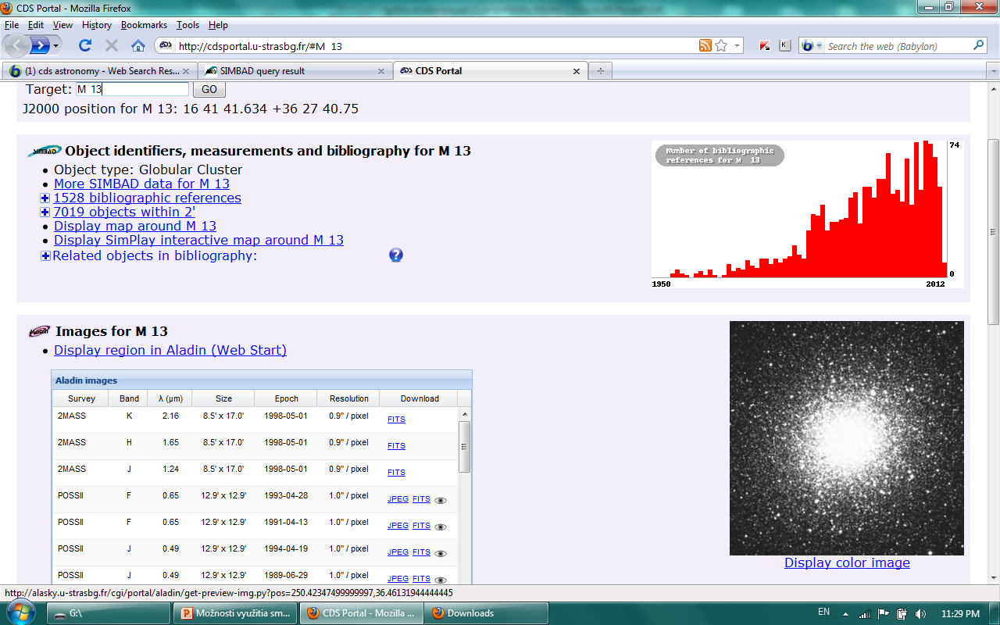 CDS Portal - Mozilla Firefox
File Edit View History Bookmarks Tools Help
http://cdsportal.u-strasbg.fr/#M 13
K
Search the web (Babylon)
(1) cds astronomy - Web Search Res...
SIMBAD query result
CDS Portal
Target: M 13 GO
J2000 position for M 13: 16 41 41.634 +36 27 40.75
SIMBAD Object identifiers, measurements and bibliography for M 13
Object type: Globular Cluster
More SIMBAD data for M 13
1528 bibliographic references
7019 objects within 2'
Display map around M 13
Display SimPlay interactive map around M 13
Related objects in bibliography:
?
Number of bibliographic
references for M 13
74
0
1950 2012
Images for M 13
Display region in Aladin (Web Start)
Aladin images
Survey Band λ (µm) Size Epoch Resolution Download
2MASS K 2.16 8.5' x 17.0' 1998-05-01 0.9" / pixel FITS
2MASS H 1.65 8.5' x 17.0' 1998-05-01 0.9" / pixel FITS
2MASS J 1.24 8.5' x 17.0' 1998-05-01 0.9" / pixel FITS
POSSII F 0.65 12.9' x 12.9' 1993-04-28 1.0" / pixel JPEG FITS
POSSII F 0.65 12.9' x 12.9' 1991-04-13 1.0" / pixel JPEG FITS
POSSII J 0.49 12.9' x 12.9' 1994-04-19 1.0" / pixel JPEG FITS
POSSII J 0.49 12.9' x 12.9' 1989-06-29 1.0" / pixel JPEG FITS
Display color image
http://alasky.u-strasbg.fr/cgi/portal/aladin/get-preview-img.py?pos=250.42347499999997,36.46131944444445
G:\
Možnosti využitia sm...
CDS Portal - Mozilla ...
Downloads
EN
11:29 PM